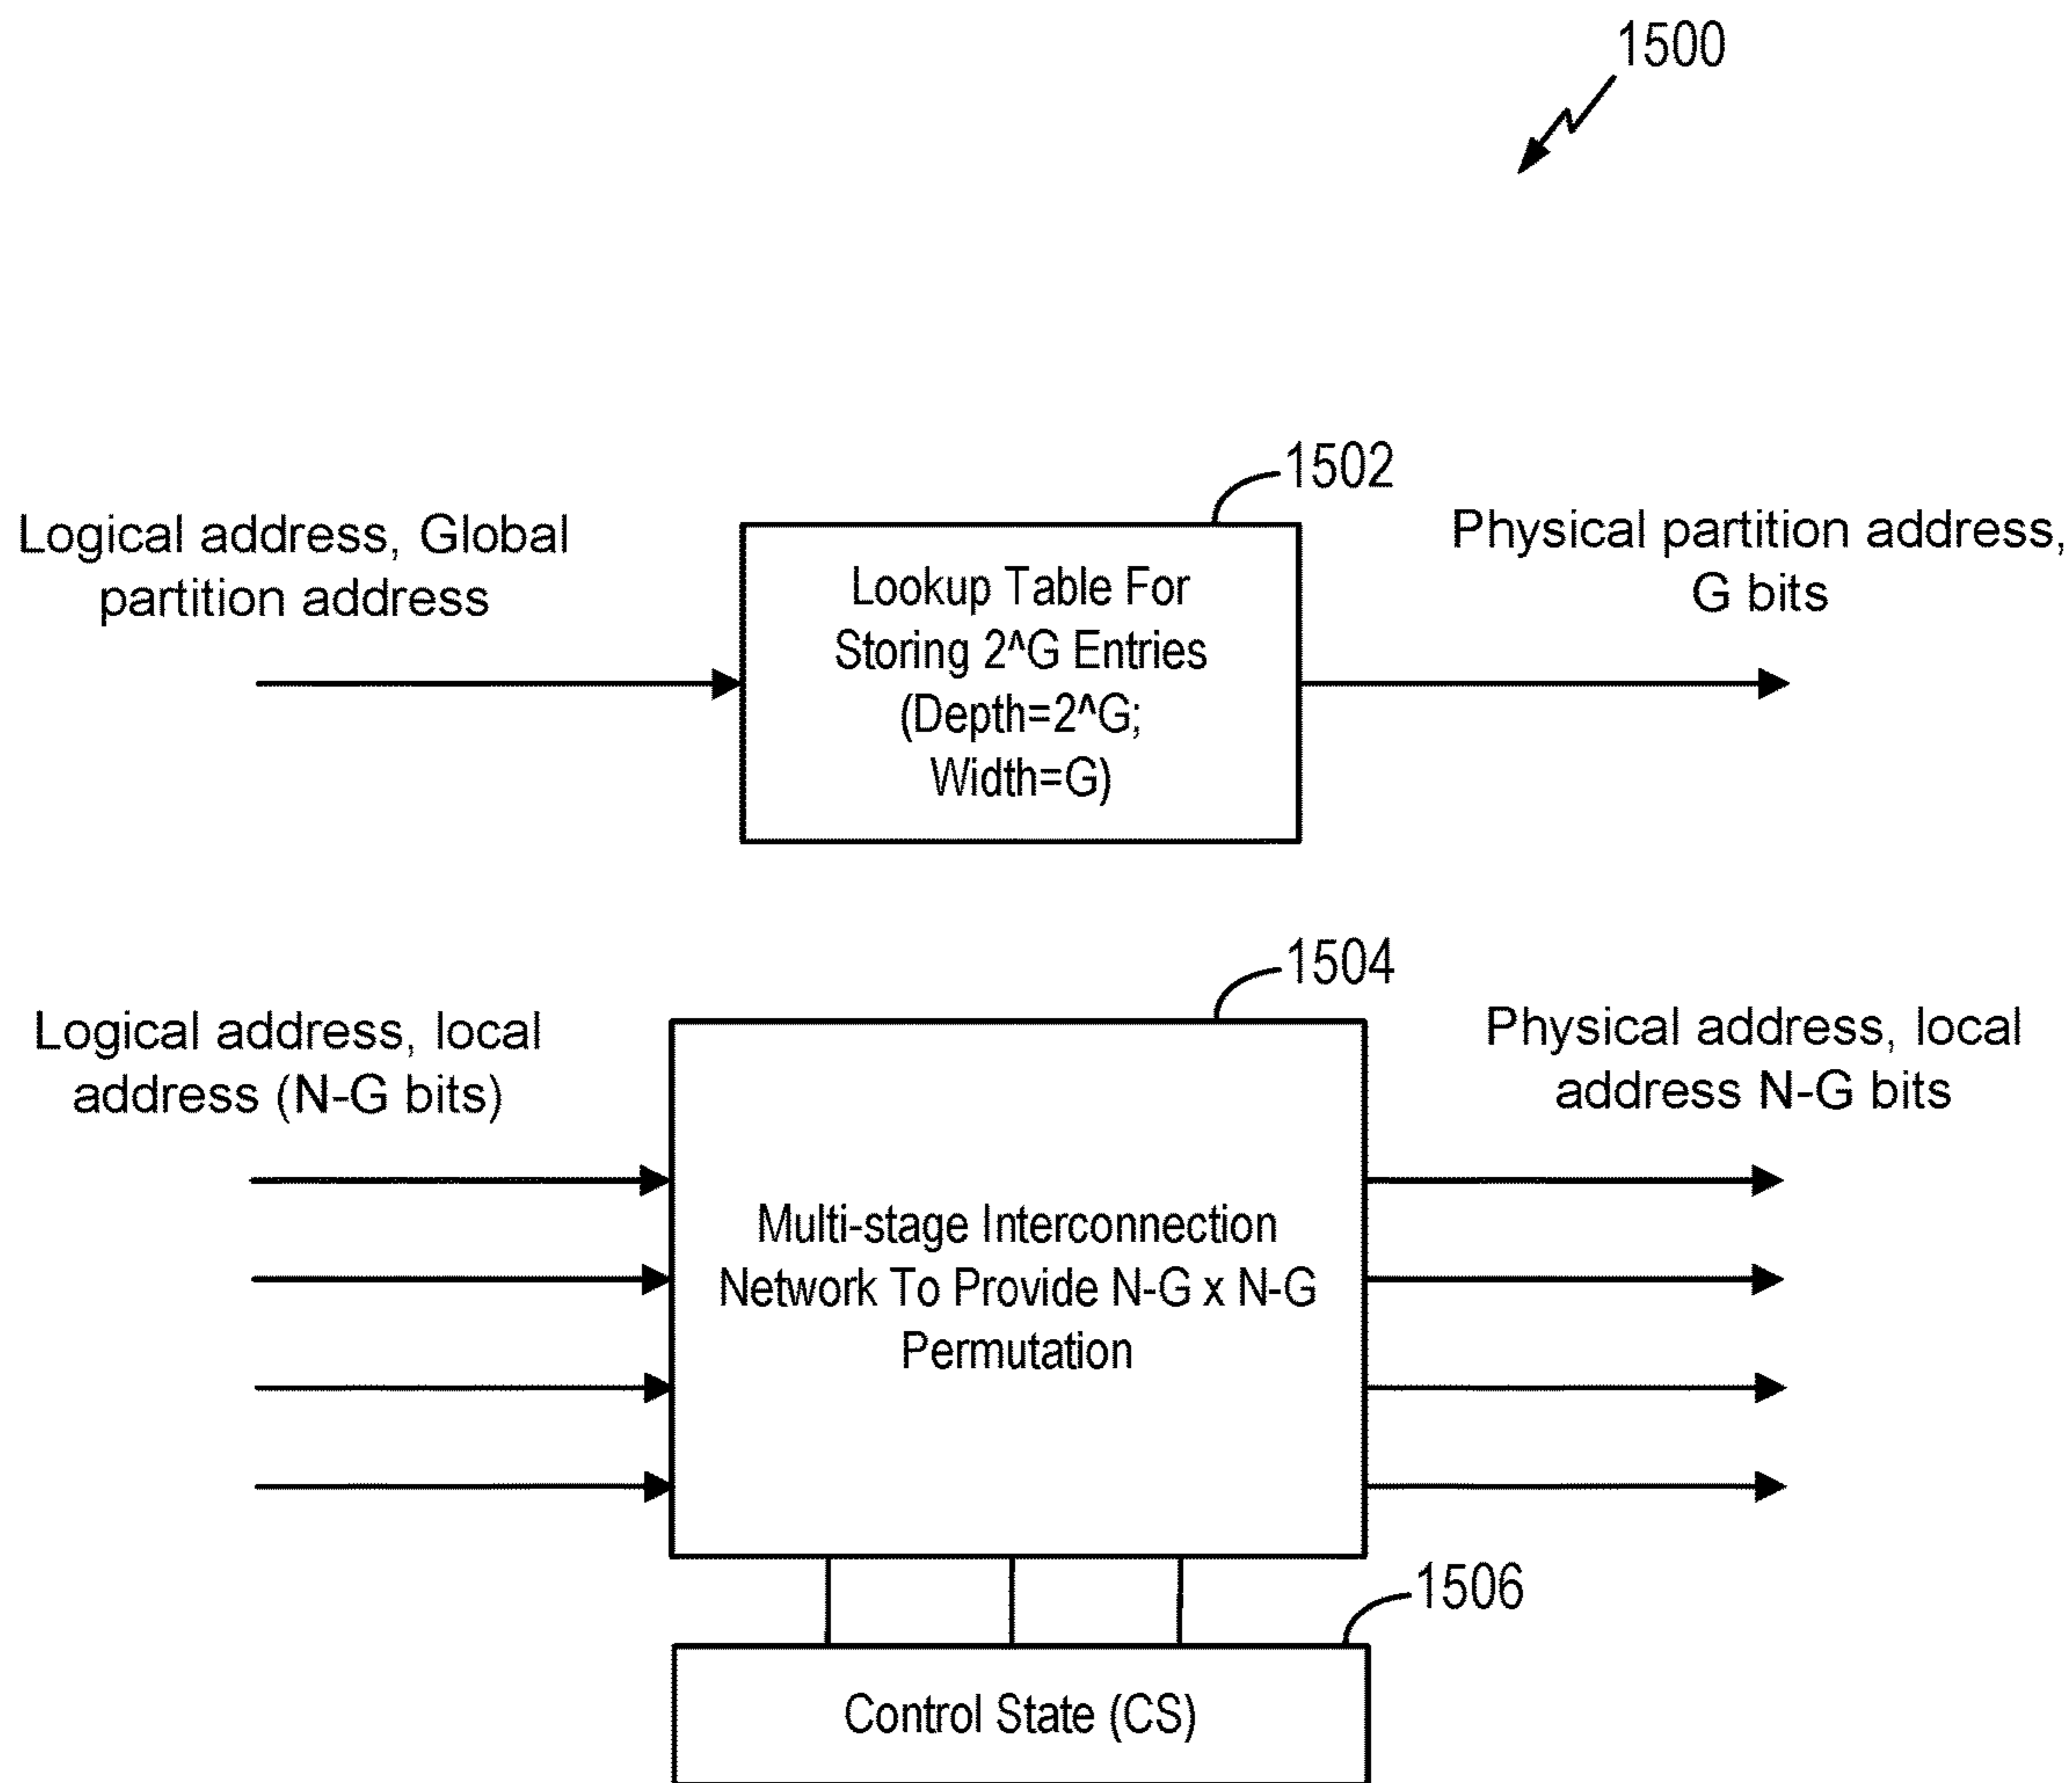 1500
1502
Logical address, Global
partition address
Lookup Table For
Storing 2^G Entries
(Depth=2^G;
Width=G)
Physical partition address,
G bits
1504
Logical address, local
address (N-G bits)
Multi-stage Interconnection
Network To Provide N-G x N-G
Permutation
Physical address, local
address N-G bits
1506
Control State (CS)